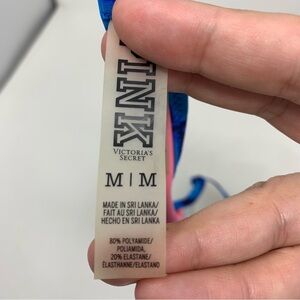 PINK
VICTORIA'S
SECRET
M | M
MADE IN SRI LANKA/
FAIT AU SRI LANKA/
HECHO EN SRI LANKA
80% POLYAMIDE/
POLIAMIDA,
20% ELASTANE/
ÉLASTHANNE/ELASTANO